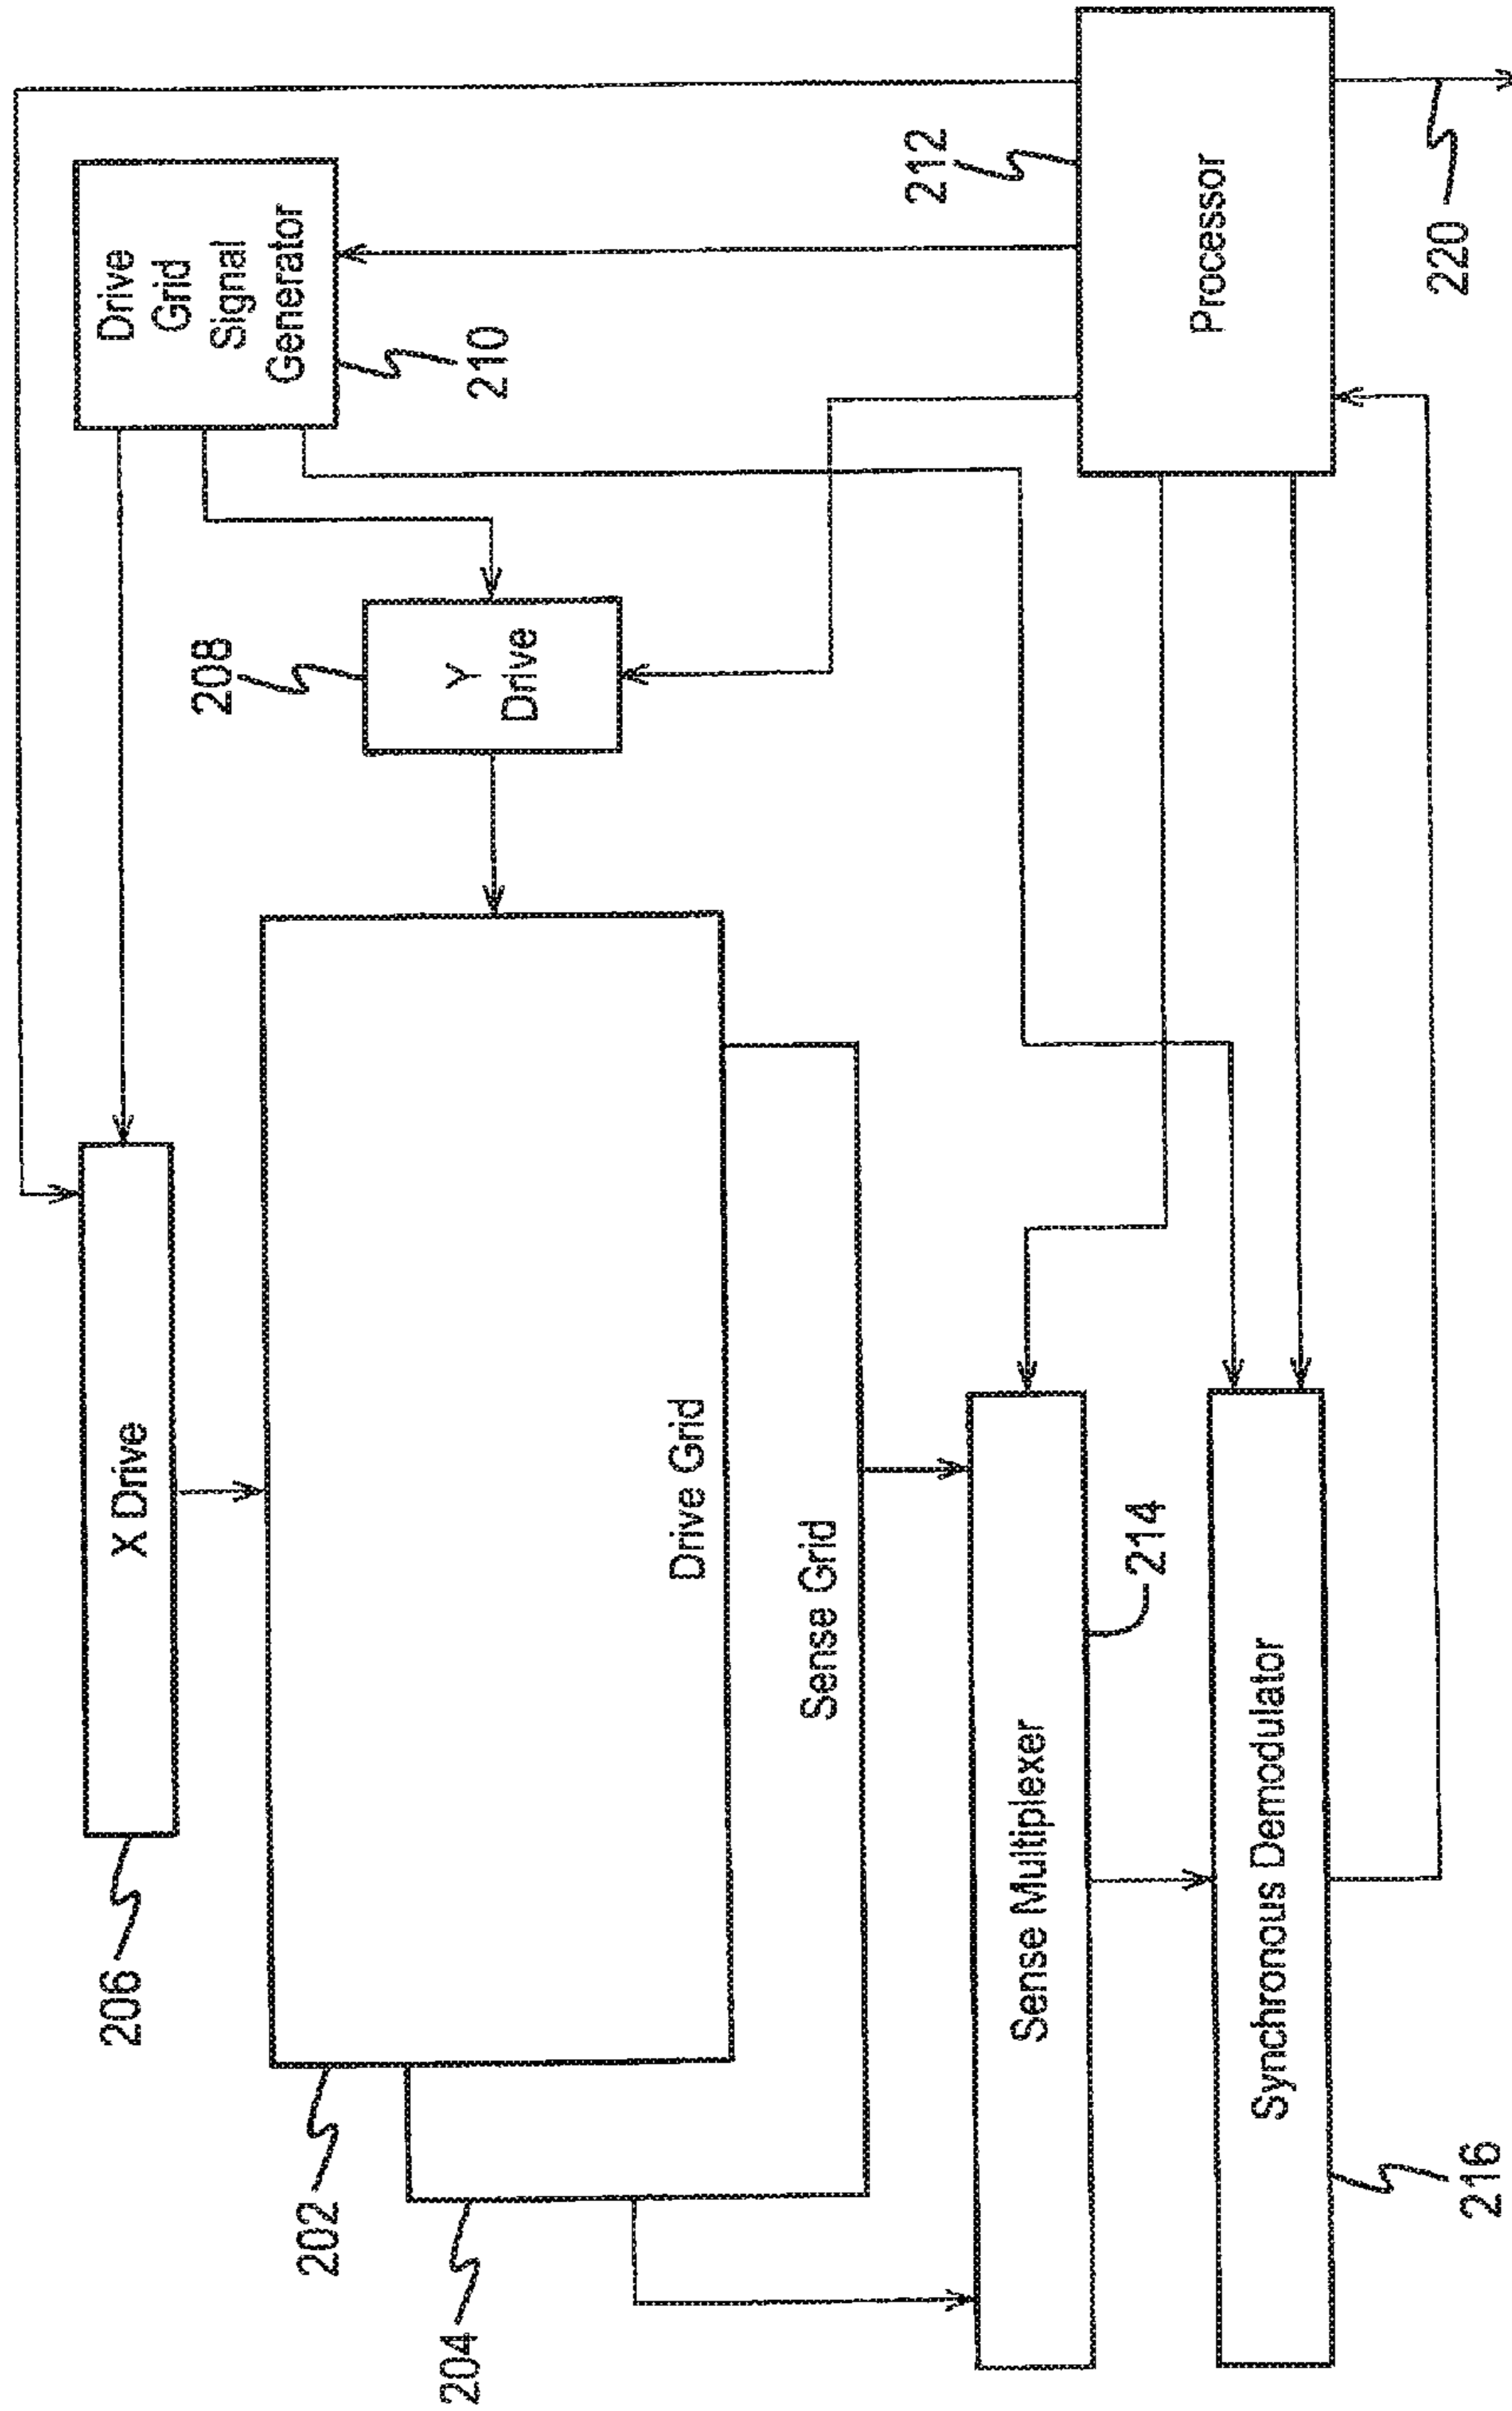 206
X Drive
Drive
Grid
Signal
Generator
210
208
Y
Drive
202
204
Drive Grid
Sense Grid
212
Processor
220
Sense Multiplexer
214
Synchronous Demodulator
216